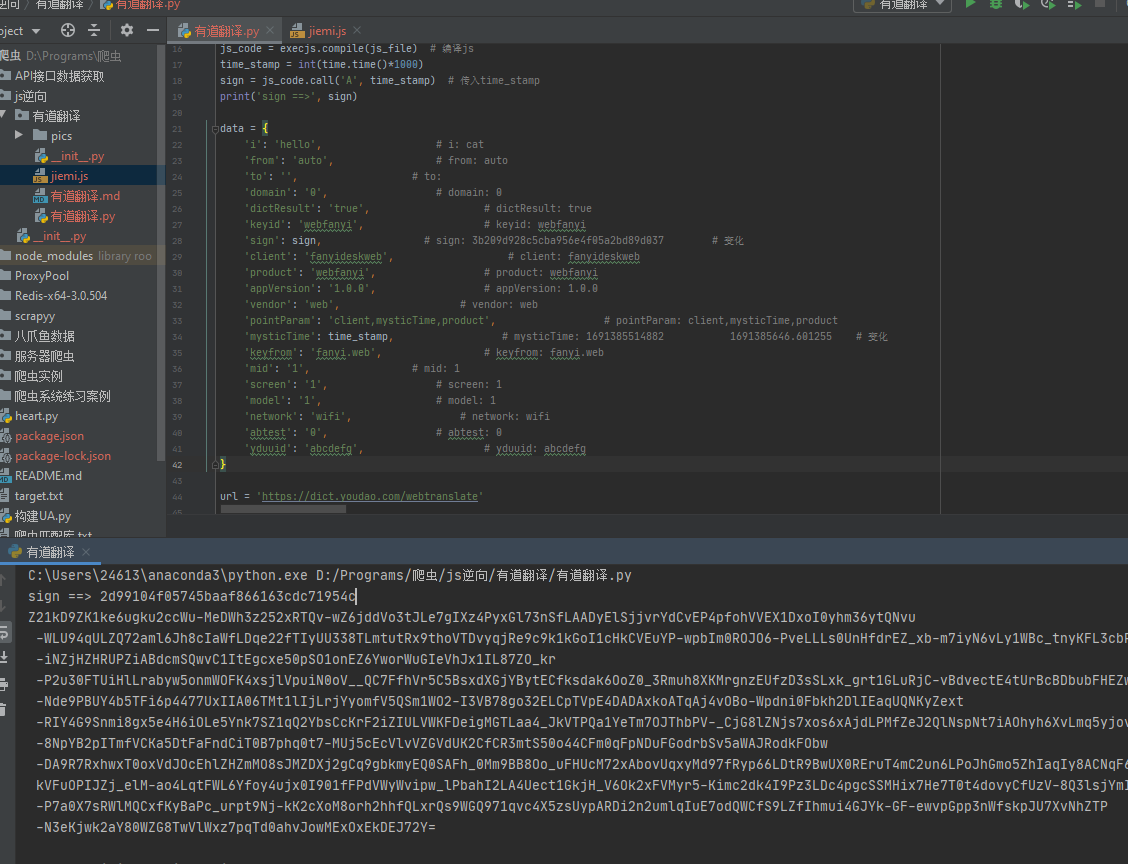 有道翻译 有道翻译.py 有道翻译
有道翻译.py jiemi.js
爬虫 D:\Programs\爬虫
API接口数据获取
js逆向
有道翻译
pics
__init__.py
jiemi.js
有道翻译.md
有道翻译.py
__init__.py
node_modules library roo
ProxyPool
Redis-x64-3.0.504
scrapyy
八爪鱼数据
服务器爬虫
爬虫实例
爬虫系统练习案例
heart.py
package.json
package-lock.json
README.md
target.txt
构建UA.py
爬虫匹配库.txt
16 js_code = execjs.compile(js_file) # 编译js
17 time_stamp = int(time.time()*1000)
18 sign = js_code.call('A', time_stamp) # 传入time_stamp
19 print('sign ==>', sign)
20
21 data = {
22 'i': 'hello', # i: cat
23 'from': 'auto', # from: auto
24 'to': '', # to:
25 'domain': '0', # domain: 0
26 'dictResult': 'true', # dictResult: true
27 'keyid': 'webfanyi', # keyid: webfanyi
28 'sign': sign, # sign: 3b209d928c5cba956e4f05a2bd89d037 # 变化
29 'client': 'fanyideskweb', # client: fanyideskweb
30 'product': 'webfanyi', # product: webfanyi
31 'appVersion': '1.0.0', # appVersion: 1.0.0
32 'vendor': 'web', # vendor: web
33 'pointParam': 'client,mysticTime,product', # pointParam: client,mysticTime,product
34 'mysticTime': time_stamp, # mysticTime: 1691385514882 1691385646.601255 # 变化
35 'keyfrom': 'fanyi.web', # keyfrom: fanyi.web
36 'mid': '1', # mid: 1
37 'screen': '1', # screen: 1
38 'model': '1', # model: 1
39 'network': 'wifi', # network: wifi
40 'abtest': '0', # abtest: 0
41 'yduuid': 'abcdefg', # yduuid: abcdefg
42 }
43
44 url = 'https://dict.youdao.com/webtranslate'
有道翻译
C:\Users\24613\anaconda3\python.exe D:/Programs/爬虫/js逆向/有道翻译/有道翻译.py
sign ==> 2d99104f05745baaf866163cdc71954c
Z21kD9ZK1ke6ugku2ccWu-MeDWh3z252xRTQv-wZ6jddVo3tJLe7gIXz4PyxGl73nSfLAADyElSjjvrYdCvEP4pfohVVEX1DxoI0yhm36ytQNvu
-WLU94qULZQ72aml6Jh8cIaWfLDqe22fTIyUU338TLmtutRx9thoVTDvyqjRe9c9k1kGoI1cHkCVEuYP-wpbIm0ROJO6-PveLLLs0UnHfdrEZ_xb-m7iyN6vLy1WBc_tnyKFL3cbR
-iNZjHZHRUPZiABdcmSQwvC1ItEgcxe50pSO1onEZ6YworWuGIeVhJx1IL87ZO_kr
-P2u30FTUiHlLrabyw5onmWOFK4xsjlVpuiN0oV__QC7FfhVr5C5BsxdXGjYBytECfksdak6OoZ0_3Rmuh8XKMrgnzEUfzD3sSLxk_grt1GLuRjC-vBdvectE4tUrBcBDbubFHEZw
-Nde9PBUY4b5TFi6p4477UxIIA06TMt1lIjLrjYyomfV5QSm1WO2-I3VB78go32ELCpTVpE4DADAxkoTaQAj4vOBo-Wpdni0Fbkh2DlIEaqUQNKyZext
-RIY4G9Snmi8gx5e4H6iOLe5Ynk7SZ1qQ2YbsCcKrF2iZIULVWKFDeigMGTLaa4_JkVTPQa1YeTm7OJThbPV-_CjG8lZNjs7xos6xAjdLPMfZeJ2QlNspNt7iAOhyh6XvLmq5yjov
-8NpYB2pITmfVCKa5DtFaFndCiT0B7phq0t7-MUj5cEcVlvVZGVdUK2CfCR3mtS50o44CFm0qFpNDuFGodrbSv5aWAJRodkFObw
-DA9R7RxhwxT0oxVdJOcEhlZHZmMO8sJMZDXj2gCq9gbkmyEQ0SAFh_0Mm9BB8Oo_uFHUcM72xAbovUqxyMd97fRyp66LDtR9BwUX0REruT4mC2un6LPoJhGmo5ZhIaqIy8ACNqF6
kVFuOPIJZj_elM-ao4LqtFWL6Yfoy4ujx0I901fFPdVWyWvipw_lPbahI2LA4Uect1GkjH_V6Ok2xFVMyr5-Kimc2dk4I9Pz3LDc4pgcSSMHix7He7T0t4dovyCfUzV-8Q3lsjYmI
-P7a0X7sRWlMQCxfKyBaPc_urpt9Nj-kK2cXoM8orh2hhfQLxrQs9WGQ971qvc4X5zsUypARDi2n2umlqIuE7odQWCfS9LZfIhmui4GJYk-GF-ewvpGpp3nWfskpJU7XvNhZTP
-N3eKjwk2aY80WZG8TwVlWxz7pqTd0ahvJowMExOxEkDEJ72Y=